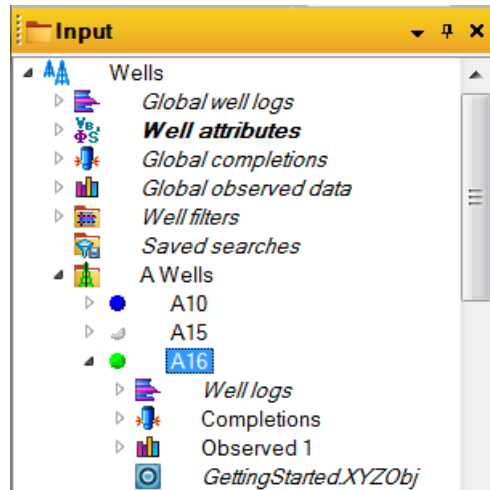 Input
Wells
Global well logs
Well attributes
Global completions
Global observed data
Well filters
Saved searches
A Wells
A10
A15
A16
Well logs
Completions
Observed 1
GettingStarted.XYZObj